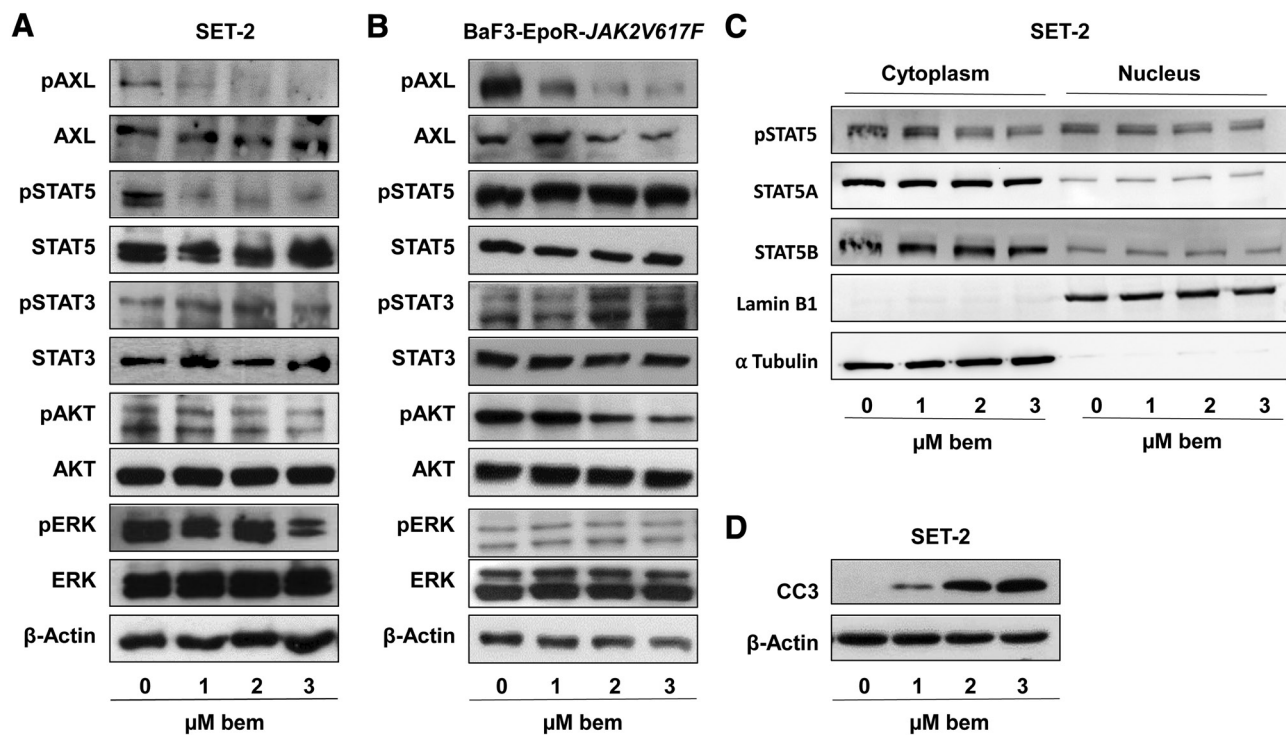 A
SET-2
pAXL
AXL
pSTAT5
STAT5
pSTAT3
STAT3
pAKT
AKT
pERK
ERK
β-Actin
0 1 2 3
µM bem
B
BaF3-EpoR-JAK2V617F
pAXL
AXL
pSTAT5
STAT5
pSTAT3
STAT3
pAKT
AKT
pERK
ERK
β-Actin
0 1 2 3
µM bem
C
SET-2
Cytoplasm Nucleus
pSTAT5
STAT5A
STAT5B
Lamin B1
α Tubulin
0 1 2 3 0 1 2 3
µM bem µM bem
D
SET-2
CC3
β-Actin
0 1 2 3
µM bem